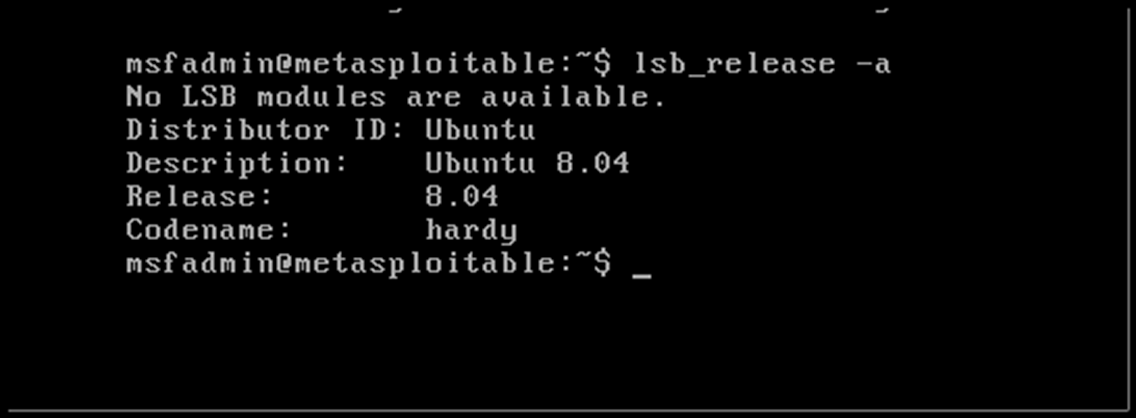 msfadmin@metasploitable:~$ lsb_release -a
No LSB modules are available.
Distributor ID: Ubuntu
Description:    Ubuntu 8.04
Release:        8.04
Codename:       hardy
msfadmin@metasploitable:~$ _